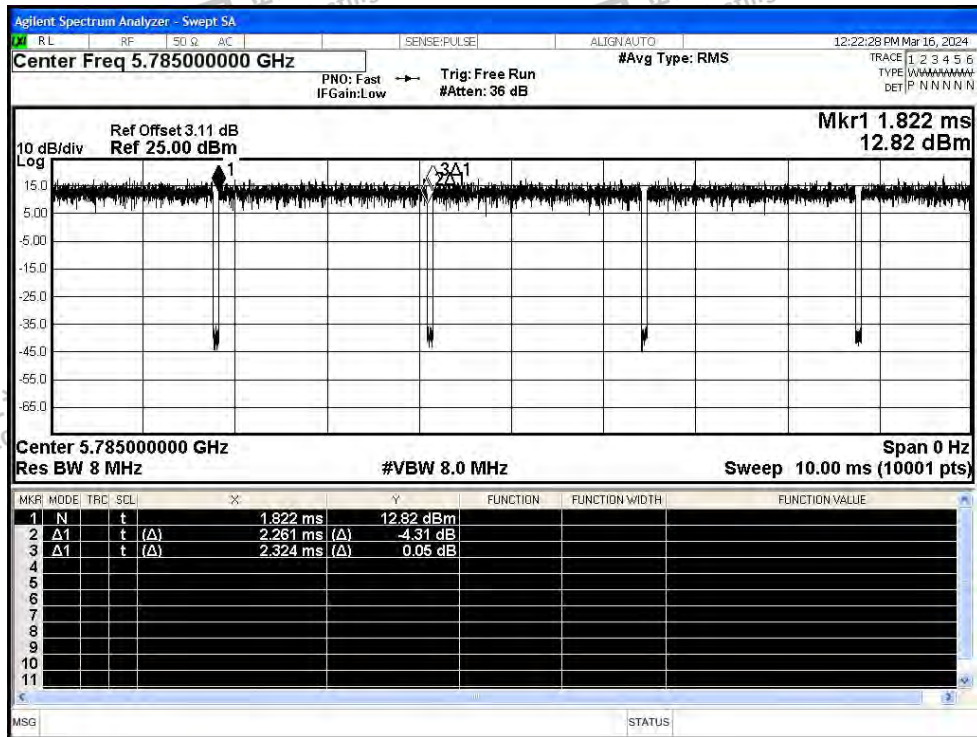 Agilent Spectrum Analyzer - Swept SA
LXI RL RF 50 Ω AC SENSE:PULSE ALIGN AUTO 12:22:28 PM Mar 16, 2024
Center Freq 5.785000000 GHz
PNO: Fast
IFGain:Low
Trig: Free Run
#Atten: 36 dB
#Avg Type: RMS
TRACE 1 2 3 4 5 6
TYPE WWWWWW
DET P N N N N N
Mkr1 1.822 ms
12.82 dBm
Ref Offset 3.11 dB
10 dB/div Ref 25.00 dBm
Log
1
3Δ1
2Δ1
15.0
5.00
-5.00
-15.0
-25.0
-35.0
-45.0
-55.0
-65.0
Center 5.785000000 GHz Span 0 Hz
Res BW 8 MHz #VBW 8.0 MHz Sweep 10.00 ms (10001 pts)
MKR MODE TRC SCL X Y FUNCTION FUNCTION WIDTH FUNCTION VALUE
1 N t 1.822 ms 12.82 dBm
2 Δ1 t (Δ) 2.261 ms (Δ) -4.31 dB
3 Δ1 t (Δ) 2.324 ms (Δ) 0.05 dB
4
5
6
7
8
9
10
11
MSG STATUS